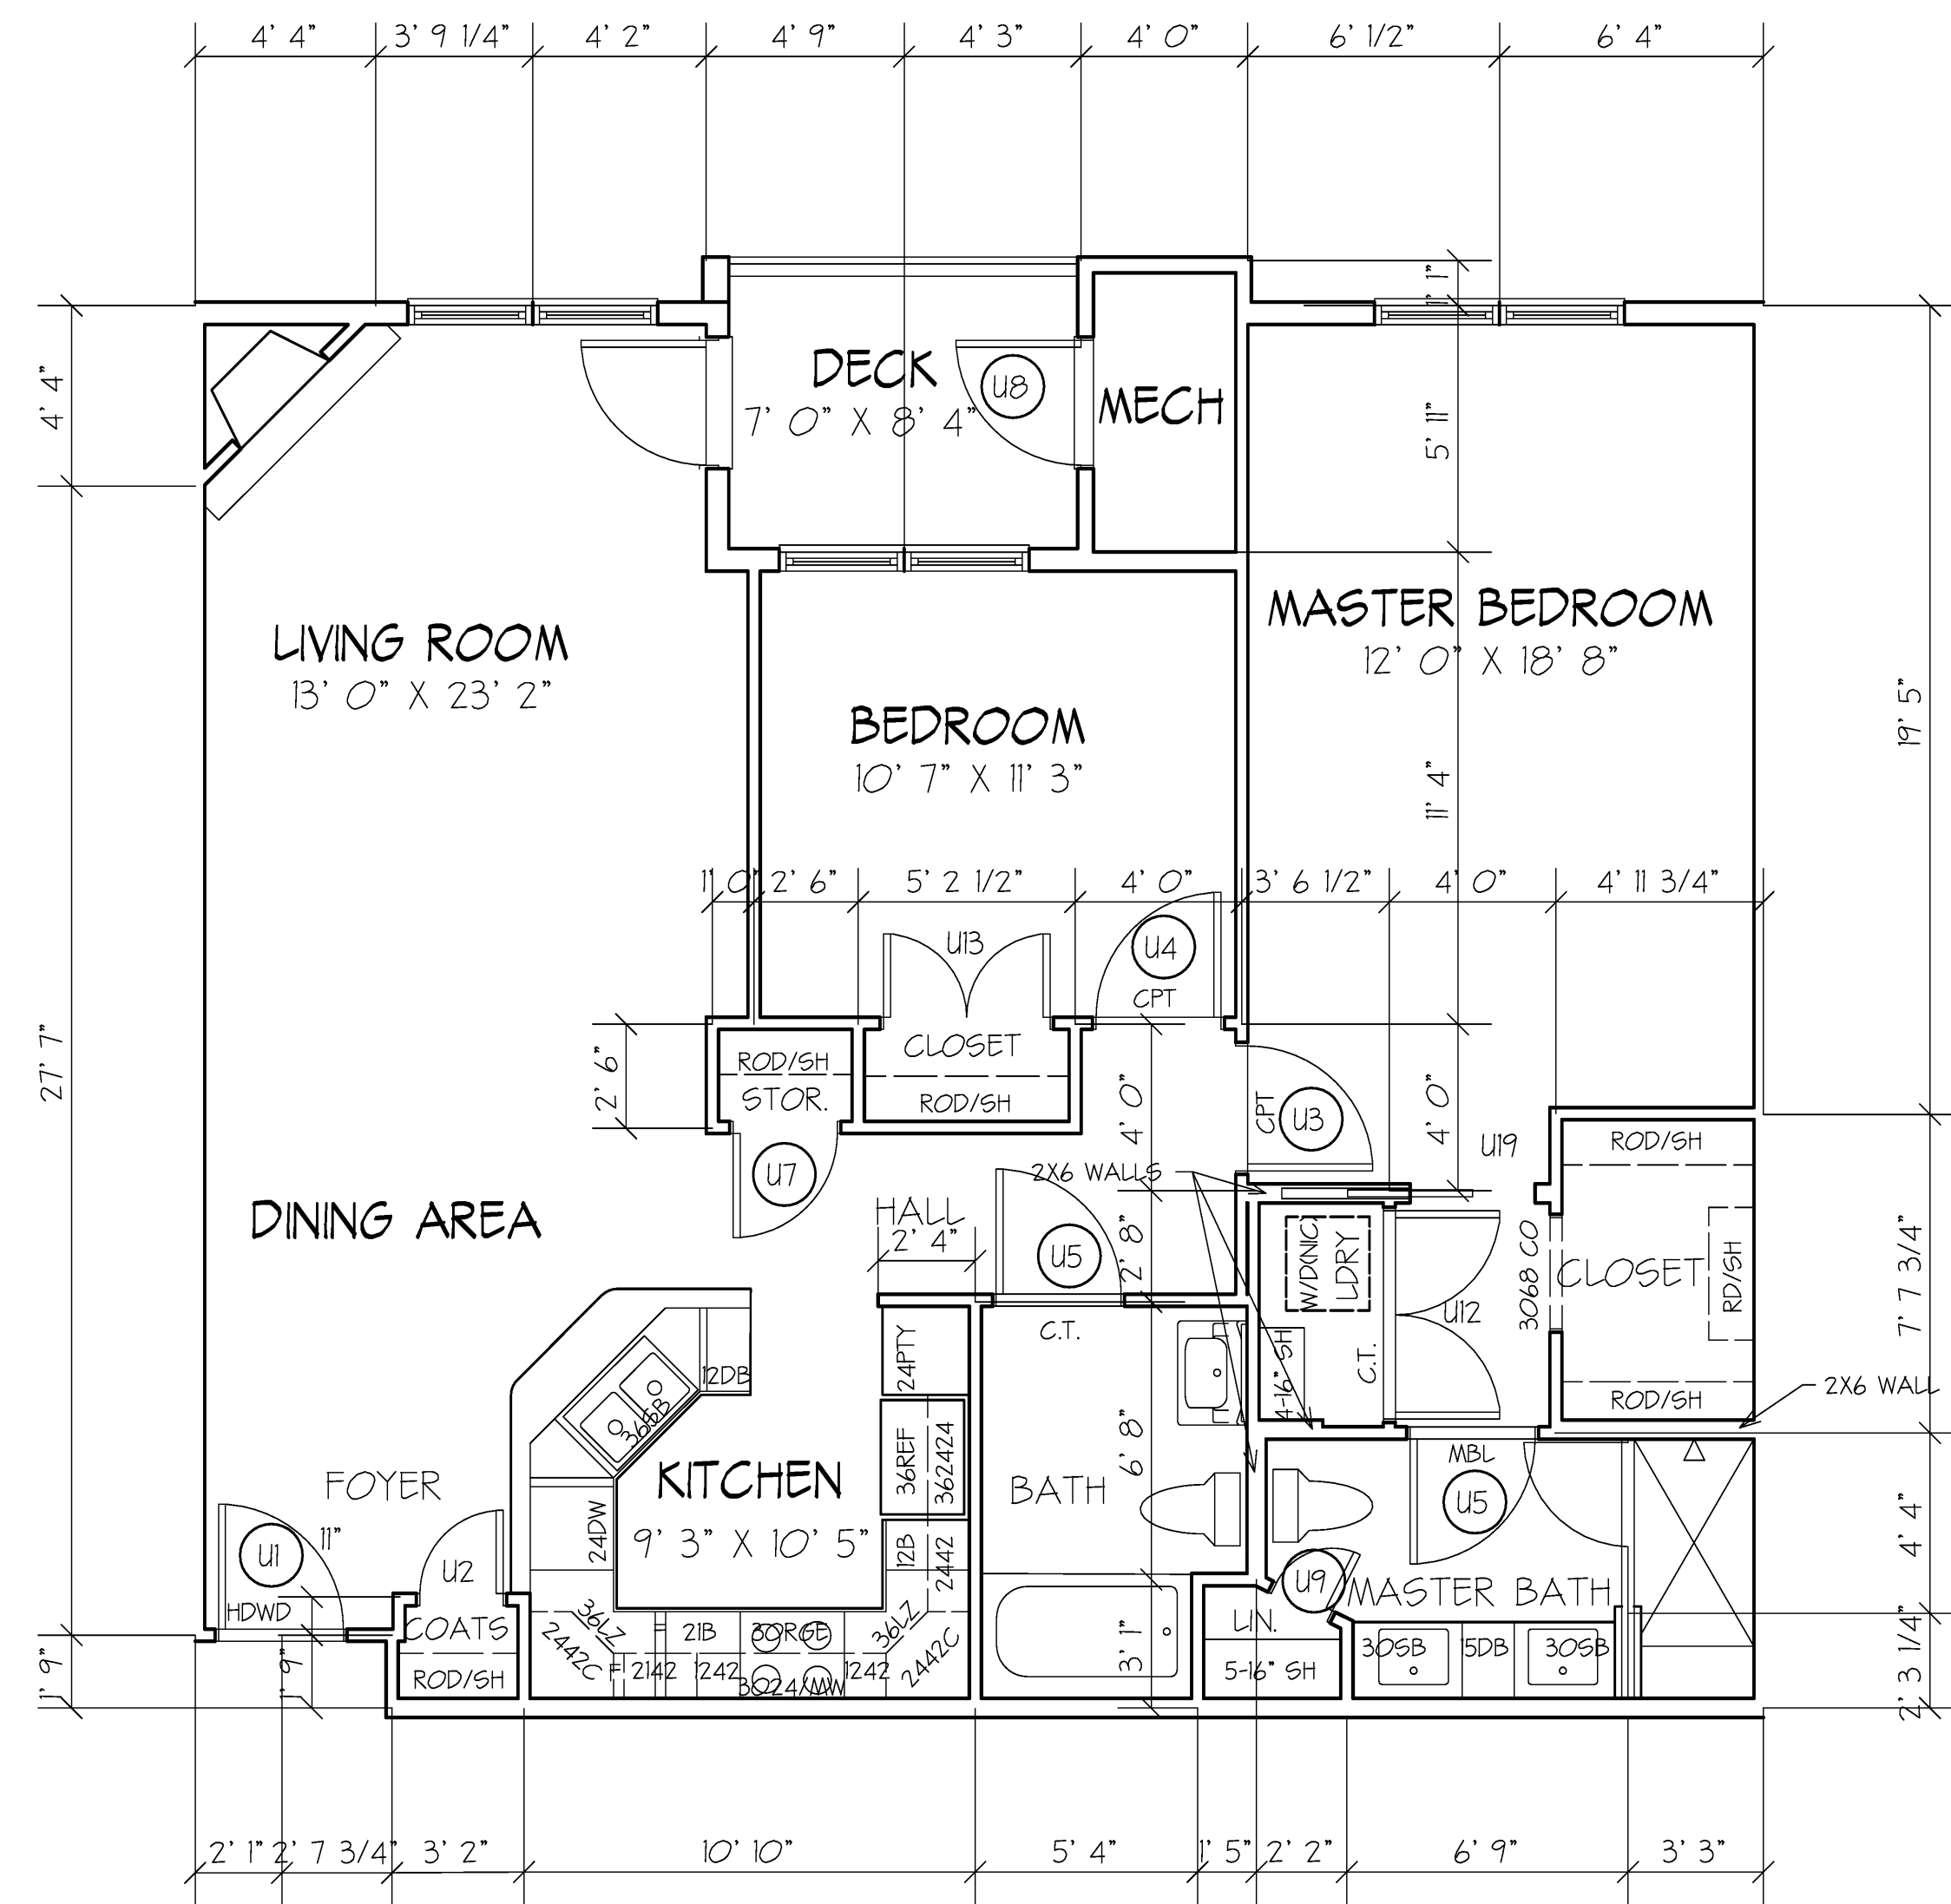 4' 4" 3' 9 1/4" 4' 2" 4' 9" 4' 3" 4' 0" 6' 1/2" 6' 4"
1' 1"
4' 4"
DECK
7' 0" X 8' 4"
U8
MECH
5' 11"
LIVING ROOM
13' 0" X 23' 2"
MASTER BEDROOM
12' 0" X 18' 8"
19' 5"
BEDROOM
10' 7" X 11' 3"
11' 4"
1' 0" 2' 6" 5' 2 1/2" 4' 0" 3' 6 1/2" 4' 0" 4' 11 3/4"
U13
U4
CPT
27' 7"
2' 6"
ROD/SH
STOR.
CLOSET
ROD/SH
4' 0"
CPT
U3
4' 0"
U19
ROD/SH
U7
2X6 WALLS
DINING AREA
HALL
2' 4"
U5
2' 8"
W/D(NIC)
LDRY
U12
3068 CO
CLOSET
RD/SH
7' 7 3/4"
C.T.
24PTY
12DB
4-16" SH
C.T.
ROD/SH
2X6 WALL
36SB
36REF
362424
6' 8"
KITCHEN
9' 3" X 10' 5"
BATH
MBL
U5
FOYER
11"
U1
U2
24DW
12B
2442
4' 4"
U9
MASTER BATH
HDWD
COATS
ROD/SH
36LZ
2442C
21B
30RGE
36LZ
2442C
2142
1242
3024/MW
1242
3' 1"
LIN.
5-16" SH
30SB
15DB
30SB
2' 3 1/4"
1' 9"
1' 9"
2' 1" 2' 7 3/4" 3' 2" 10' 10" 5' 4" 1' 5" 2' 2" 6' 9" 3' 3"